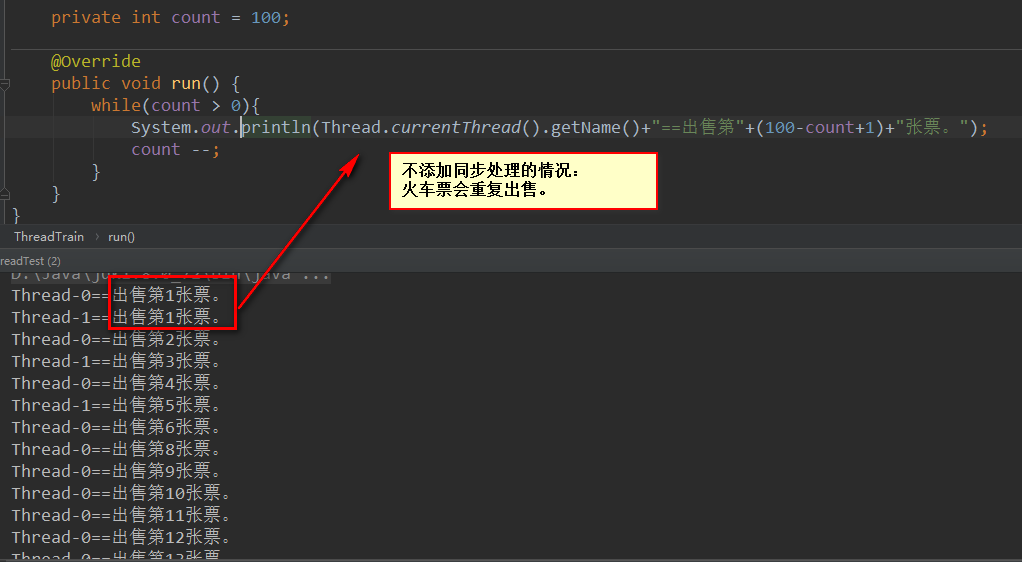 private int count = 100;
@Override
public void run() {
while(count > 0){
System.out.println(Thread.currentThread().getName()+"==出售第"+(100-count+1)+"张票。");
count --;
}
}
}
不添加同步处理的情况：
火车票会重复出售。
ThreadTrain › run()
readTest (2)
Thread-0==出售第1张票。
Thread-1==出售第1张票。
Thread-0==出售第2张票。
Thread-1==出售第3张票。
Thread-0==出售第4张票。
Thread-1==出售第5张票。
Thread-0==出售第6张票。
Thread-0==出售第8张票。
Thread-0==出售第9张票。
Thread-0==出售第10张票。
Thread-0==出售第11张票。
Thread-0==出售第12张票。
Thread-0==出售第13张票